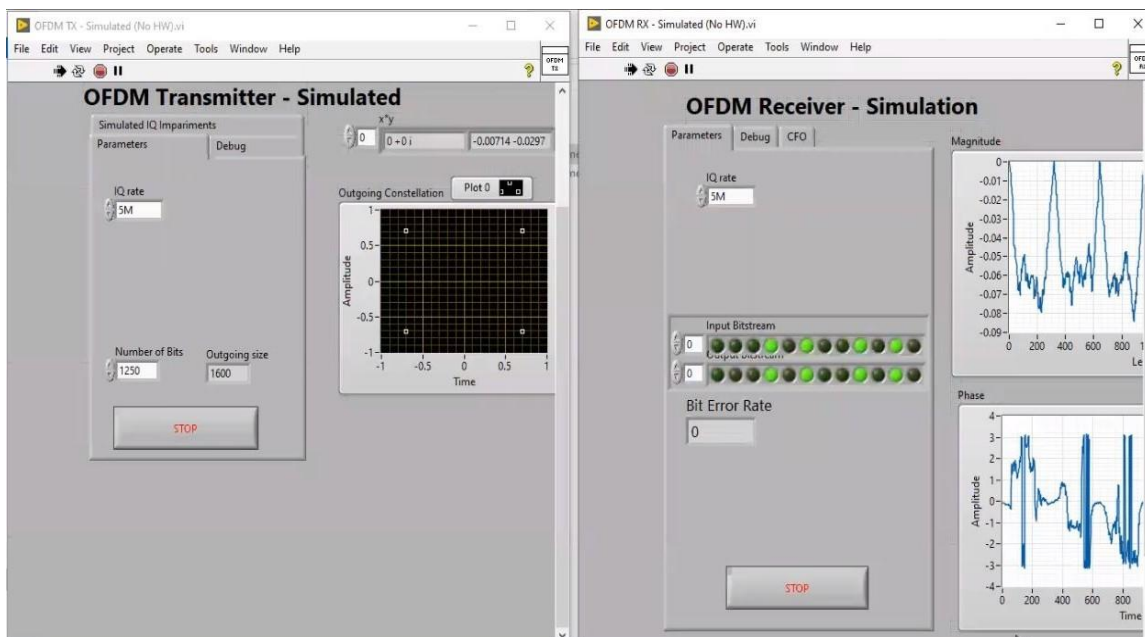 OFDM TX - Simulated (No HW).vi
File Edit View Project Operate Tools Window Help
OFDM
TX
OFDM Transmitter - Simulated
Simulated IQ Impariments
Parameters
Debug
IQ rate
5M
Number of Bits
1250
Outgoing size
1600
STOP
x*y
0
0 +0 i
-0.00714 -0.0297
Outgoing Constellation
Plot 0
Amplitude
1
0.5
0
-0.5
-1
-1 -0.5 0 0.5 1
Time
OFDM RX - Simulated (No HW).vi
File Edit View Project Operate Tools Window Help
OFDM Receiver - Simulation
Parameters Debug CFO
IQ rate
5M
Input Bitstream
0
Output Bitstream
0
Bit Error Rate
0
STOP
Magnitude
Amplitude
0
-0.01
-0.02
-0.03
-0.04
-0.05
-0.06
-0.07
-0.08
-0.09
0 200 400 600 800
Phase
Amplitude
4
3
2
1
0
-1
-2
-3
-4
0 200 400 600 800
Time